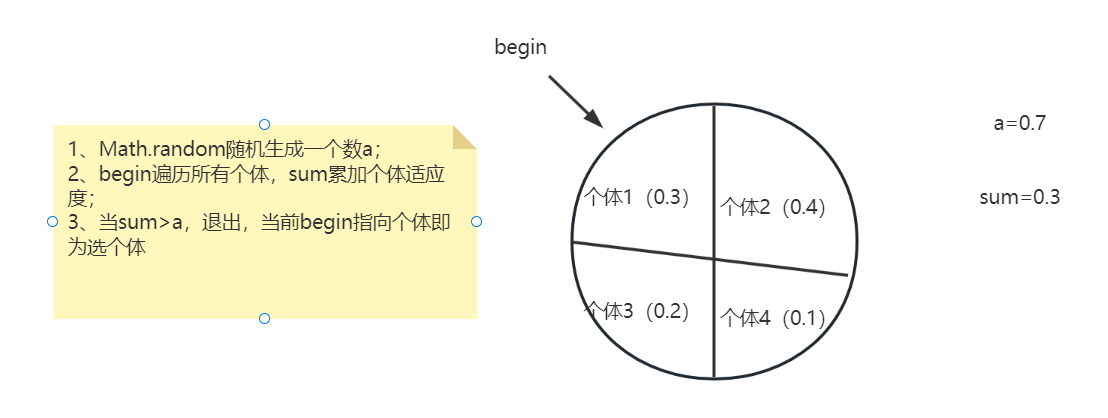 begin
1、Math.random随机生成一个数a；
2、begin遍历所有个体，sum累加个体适应
度；
3、当sum>a，退出，当前begin指向个体即
为选个体
个体1（0.3）
个体2（0.4）
个体3（0.2）
个体4（0.1）
a=0.7
sum=0.3